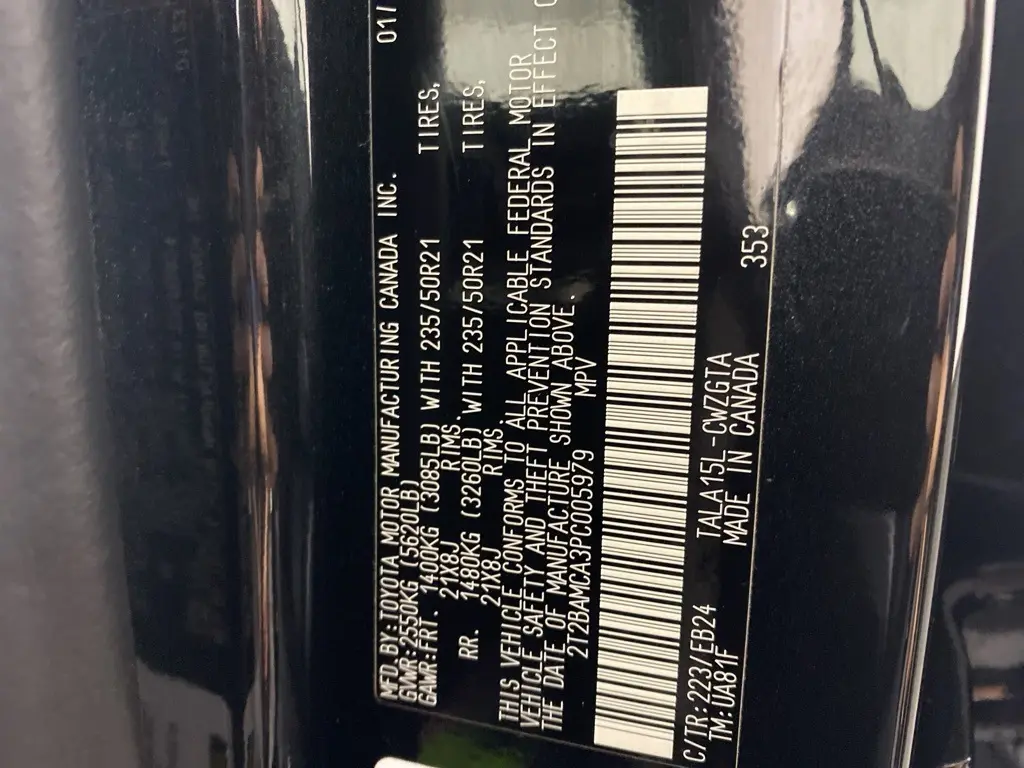 MFD.BY:TOYOTA MOTOR MANUFACTURING CANADA INC. 01/
GVWR:2550KG (5620LB)
GAWR:FRT. 1400KG (3085LB) WITH 235/50R21 TIRES,
21X8J RIMS.
RR. 1480KG (3260LB) WITH 235/50R21 TIRES,
21X8J RIMS.
THIS VEHICLE CONFORMS TO ALL APPLICABLE FEDERAL MOTOR
VEHICLE SAFETY AND THEFT PREVENTION STANDARDS IN EFFECT
THE DATE OF MANUFACTURE SHOWN ABOVE.
2T2BAMCA3PC005979 MPV
C/TR:223/EB24 TALA15L-CWZGTA 353
TM:UA81F MADE IN CANADA